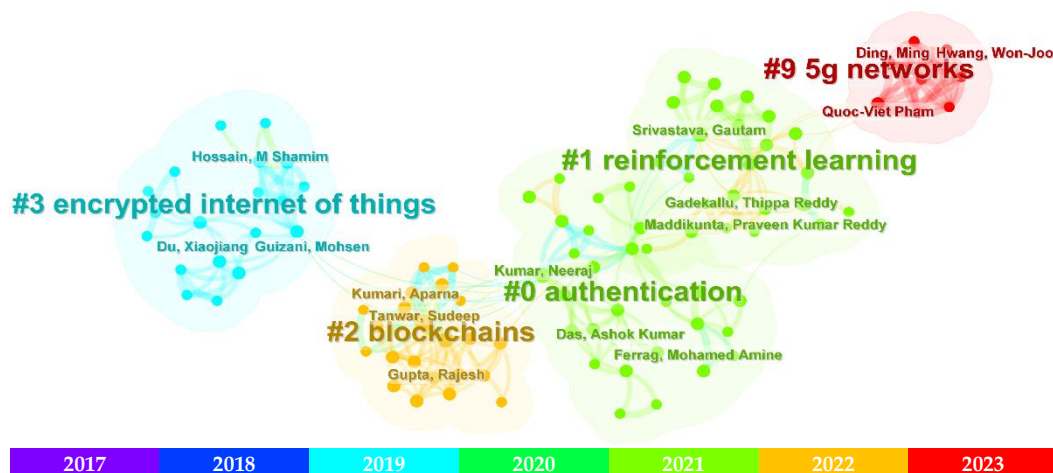 Ding, Ming Hwang, Won-Joo
#9 5g networks
Quoc-Viet Pham
Srivastava, Gautam
#1 reinforcement learning
Hossain, M Shamim
#3 encrypted internet of things
Gadekallu, Thippa Reddy
Maddikunta, Praveen Kumar Reddy
Du, Xiaojiang Guizani, Mohsen
Kumar, Neeraj
#0 authentication
Kumari, Aparna
Tanwar, Sudeep
#2 blockchains
Das, Ashok Kumar
Ferrag, Mohamed Amine
Gupta, Rajesh
2017 2018 2019 2020 2021 2022 2023